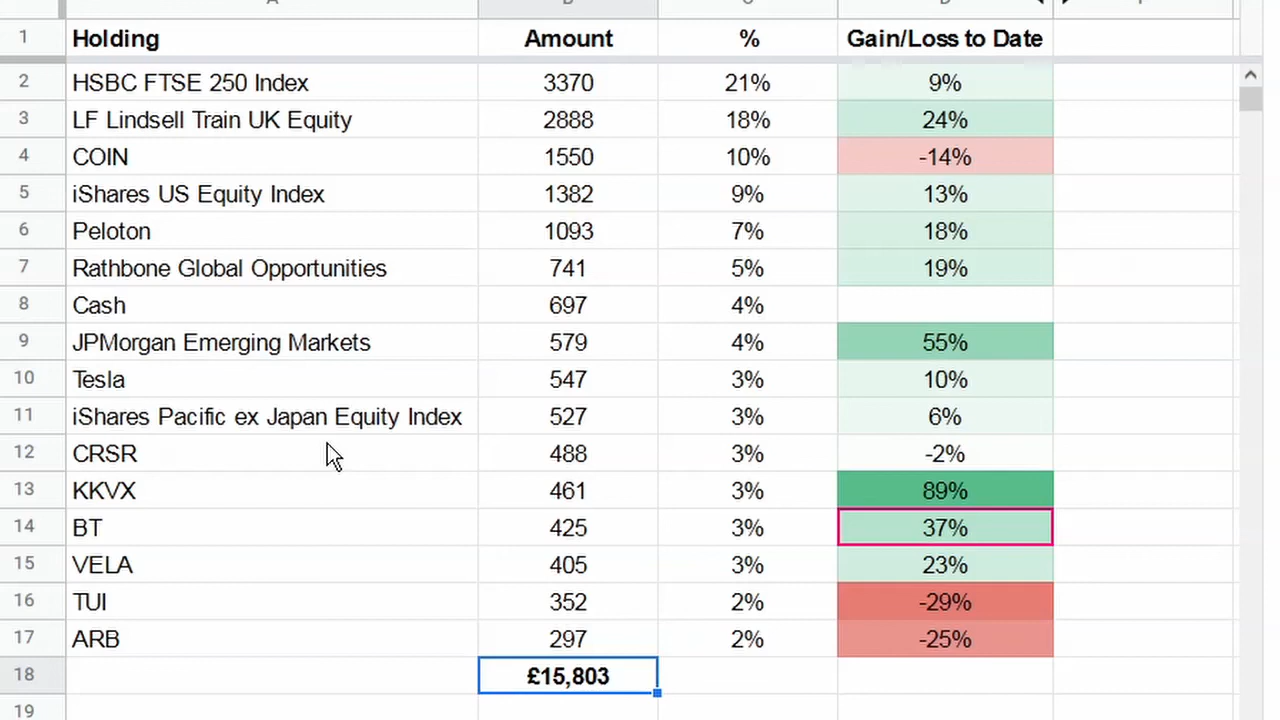 1 Holding Amount % Gain/Loss to Date
2 HSBC FTSE 250 Index 3370 21% 9%
3 LF Lindsell Train UK Equity 2888 18% 24%
4 COIN 1550 10% -14%
5 iShares US Equity Index 1382 9% 13%
6 Peloton 1093 7% 18%
7 Rathbone Global Opportunities 741 5% 19%
8 Cash 697 4%
9 JPMorgan Emerging Markets 579 4% 55%
10 Tesla 547 3% 10%
11 iShares Pacific ex Japan Equity Index 527 3% 6%
12 CRSR 488 3% -2%
13 KKVX 461 3% 89%
14 BT 425 3% 37%
15 VELA 405 3% 23%
16 TUI 352 2% -29%
17 ARB 297 2% -25%
18 £15,803
19